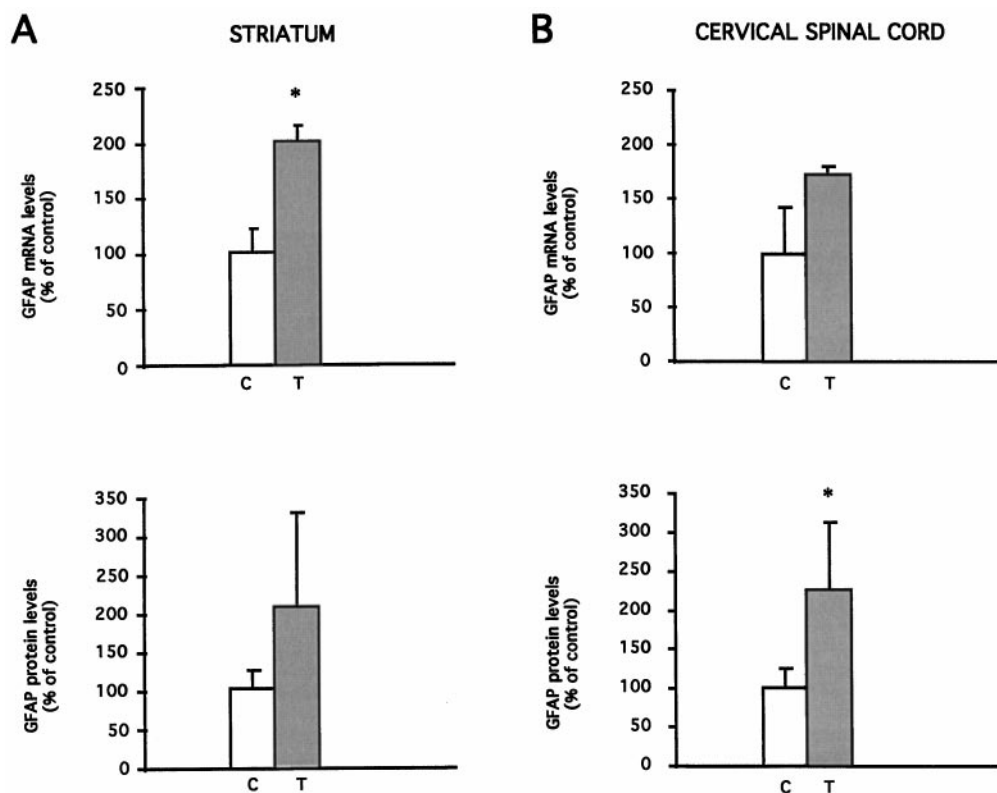 A
STRIATUM
B
CERVICAL SPINAL CORD
GFAP mRNA levels
(% of control)
250
200
150
100
50
0
*
C T
GFAP mRNA levels
(% of control)
250
200
150
100
50
0
C T
GFAP protein levels
(% of control)
350
300
250
200
150
100
50
0
C T
GFAP protein levels
(% of control)
350
300
250
200
150
100
50
0
*
C T